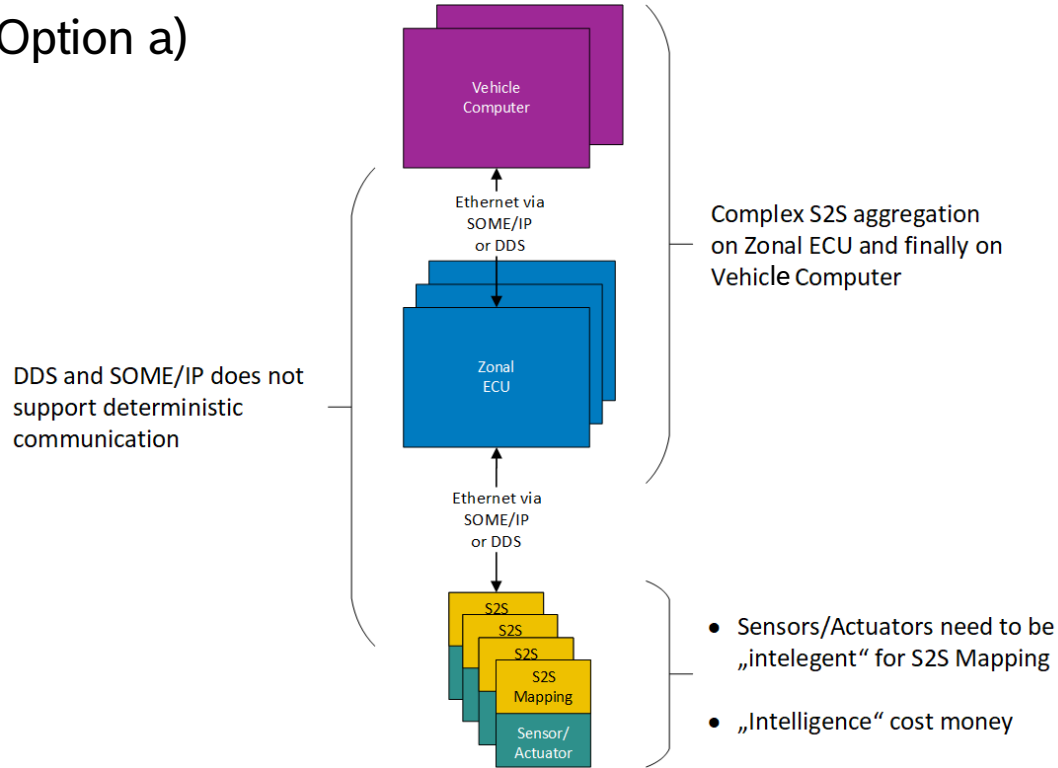 Option a)
Vehicle
Computer
Ethernet via
SOME/IP
or DDS
Complex S2S aggregation
on Zonal ECU and finally on
Vehicle Computer
Zonal
ECU
DDS and SOME/IP does not
support deterministic
communication
Ethernet via
SOME/IP
or DDS
S2S
S2S
S2S
S2S
Mapping
Sensor/
Actuator
● Sensors/Actuators need to be
„intelegent“ for S2S Mapping
● „Intelligence“ cost money